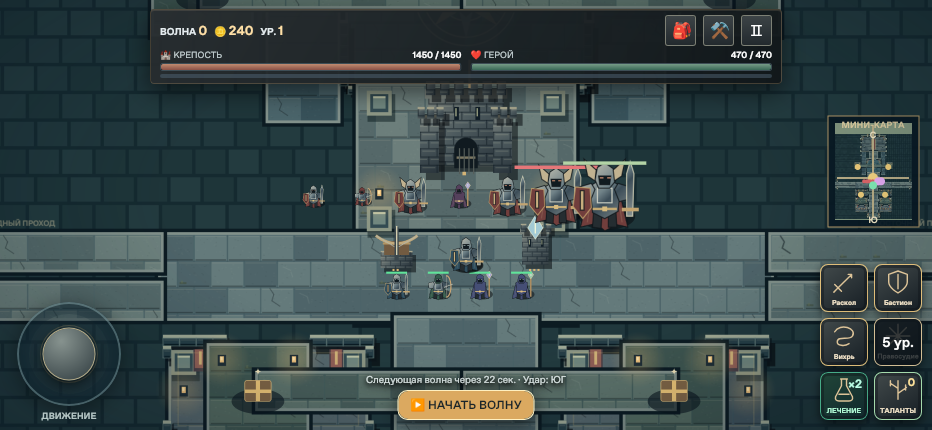 ВОЛНА 0 240 УР. 1
КРЕПОСТЬ 1450 / 1450 ГЕРОЙ 470 / 470
МИНИ-КАРТА
С
Ю
ДНЫЙ ПРОХОД
Раскол Бастион
5 ур.
Вихрь Правосудие
×2 0
ЛЕЧЕНИЕ ТАЛАНТЫ
ДВИЖЕНИЕ
Следующая волна через 22 сек. · Удар: ЮГ
НАЧАТЬ ВОЛНУ